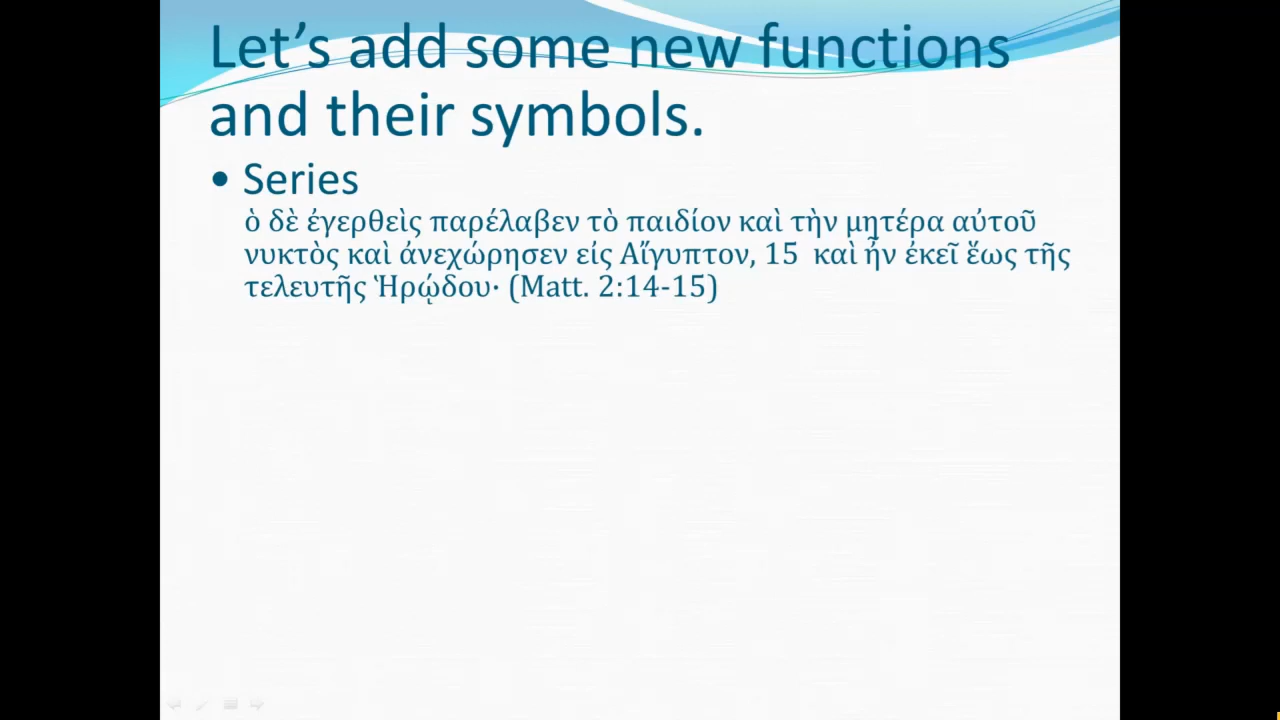 Let’s add some new functions
and their symbols.
• Series
ὁ δὲ ἐγερθεὶς παρέλαβεν τὸ παιδίον καὶ τὴν μητέρα αὐτοῦ
νυκτὸς καὶ ἀνεχώρησεν εἰς Αἴγυπτον, 15 καὶ ἦν ἐκεῖ ἕως τῆς
τελευτῆς Ἡρῴδου· (Matt. 2:14-15)